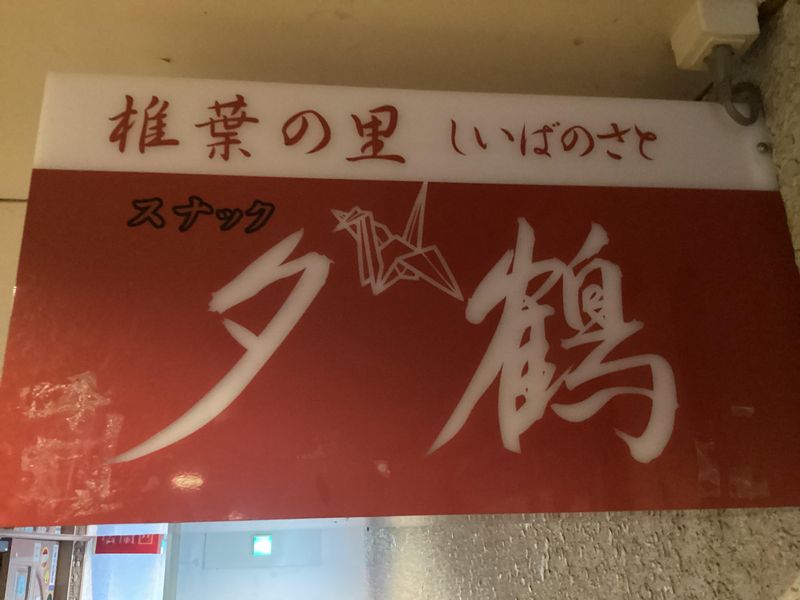 椎葉の里 しいばのさと
スナック
夕鶴